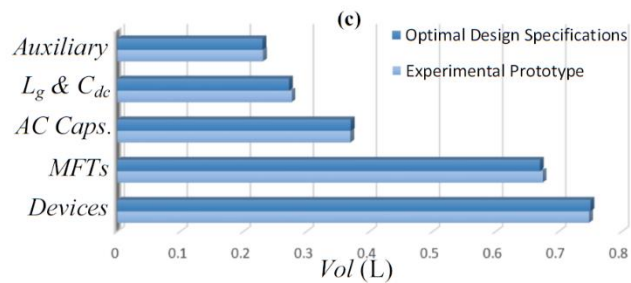 (c)
Optimal Design Specifications
Experimental Prototype
Auxiliary
Lg & Cdc
AC Caps.
MFTs
Devices
0 0.1 0.2 0.3 0.4 0.5 0.6 0.7 0.8
Vol (L)